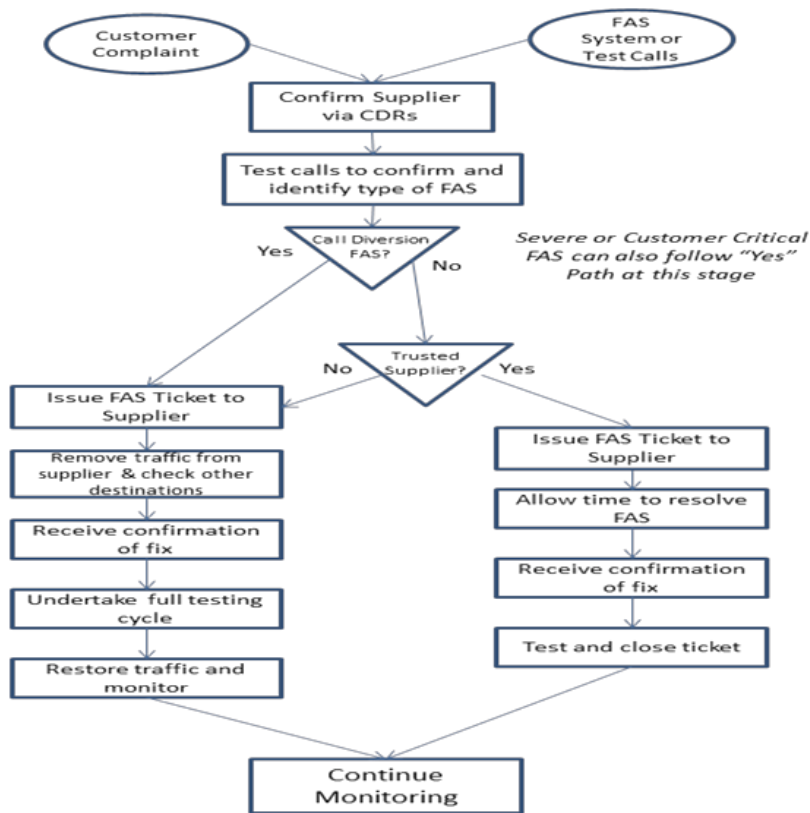 Customer
Complaint
FAS
System or
Test Calls
Confirm Supplier
via CDRs
Test calls to confirm and
identify type of FAS
Call Diversion
FAS?
Yes
No
Severe or Customer Critical
FAS can also follow “Yes”
Path at this stage
Trusted
Supplier?
No
Yes
Issue FAS Ticket to
Supplier
Remove traffic from
supplier & check other
destinations
Receive confirmation
of fix
Undertake full testing
cycle
Restore traffic and
monitor
Issue FAS Ticket to
Supplier
Allow time to resolve
FAS
Receive confirmation
of fix
Test and close ticket
Continue
Monitoring